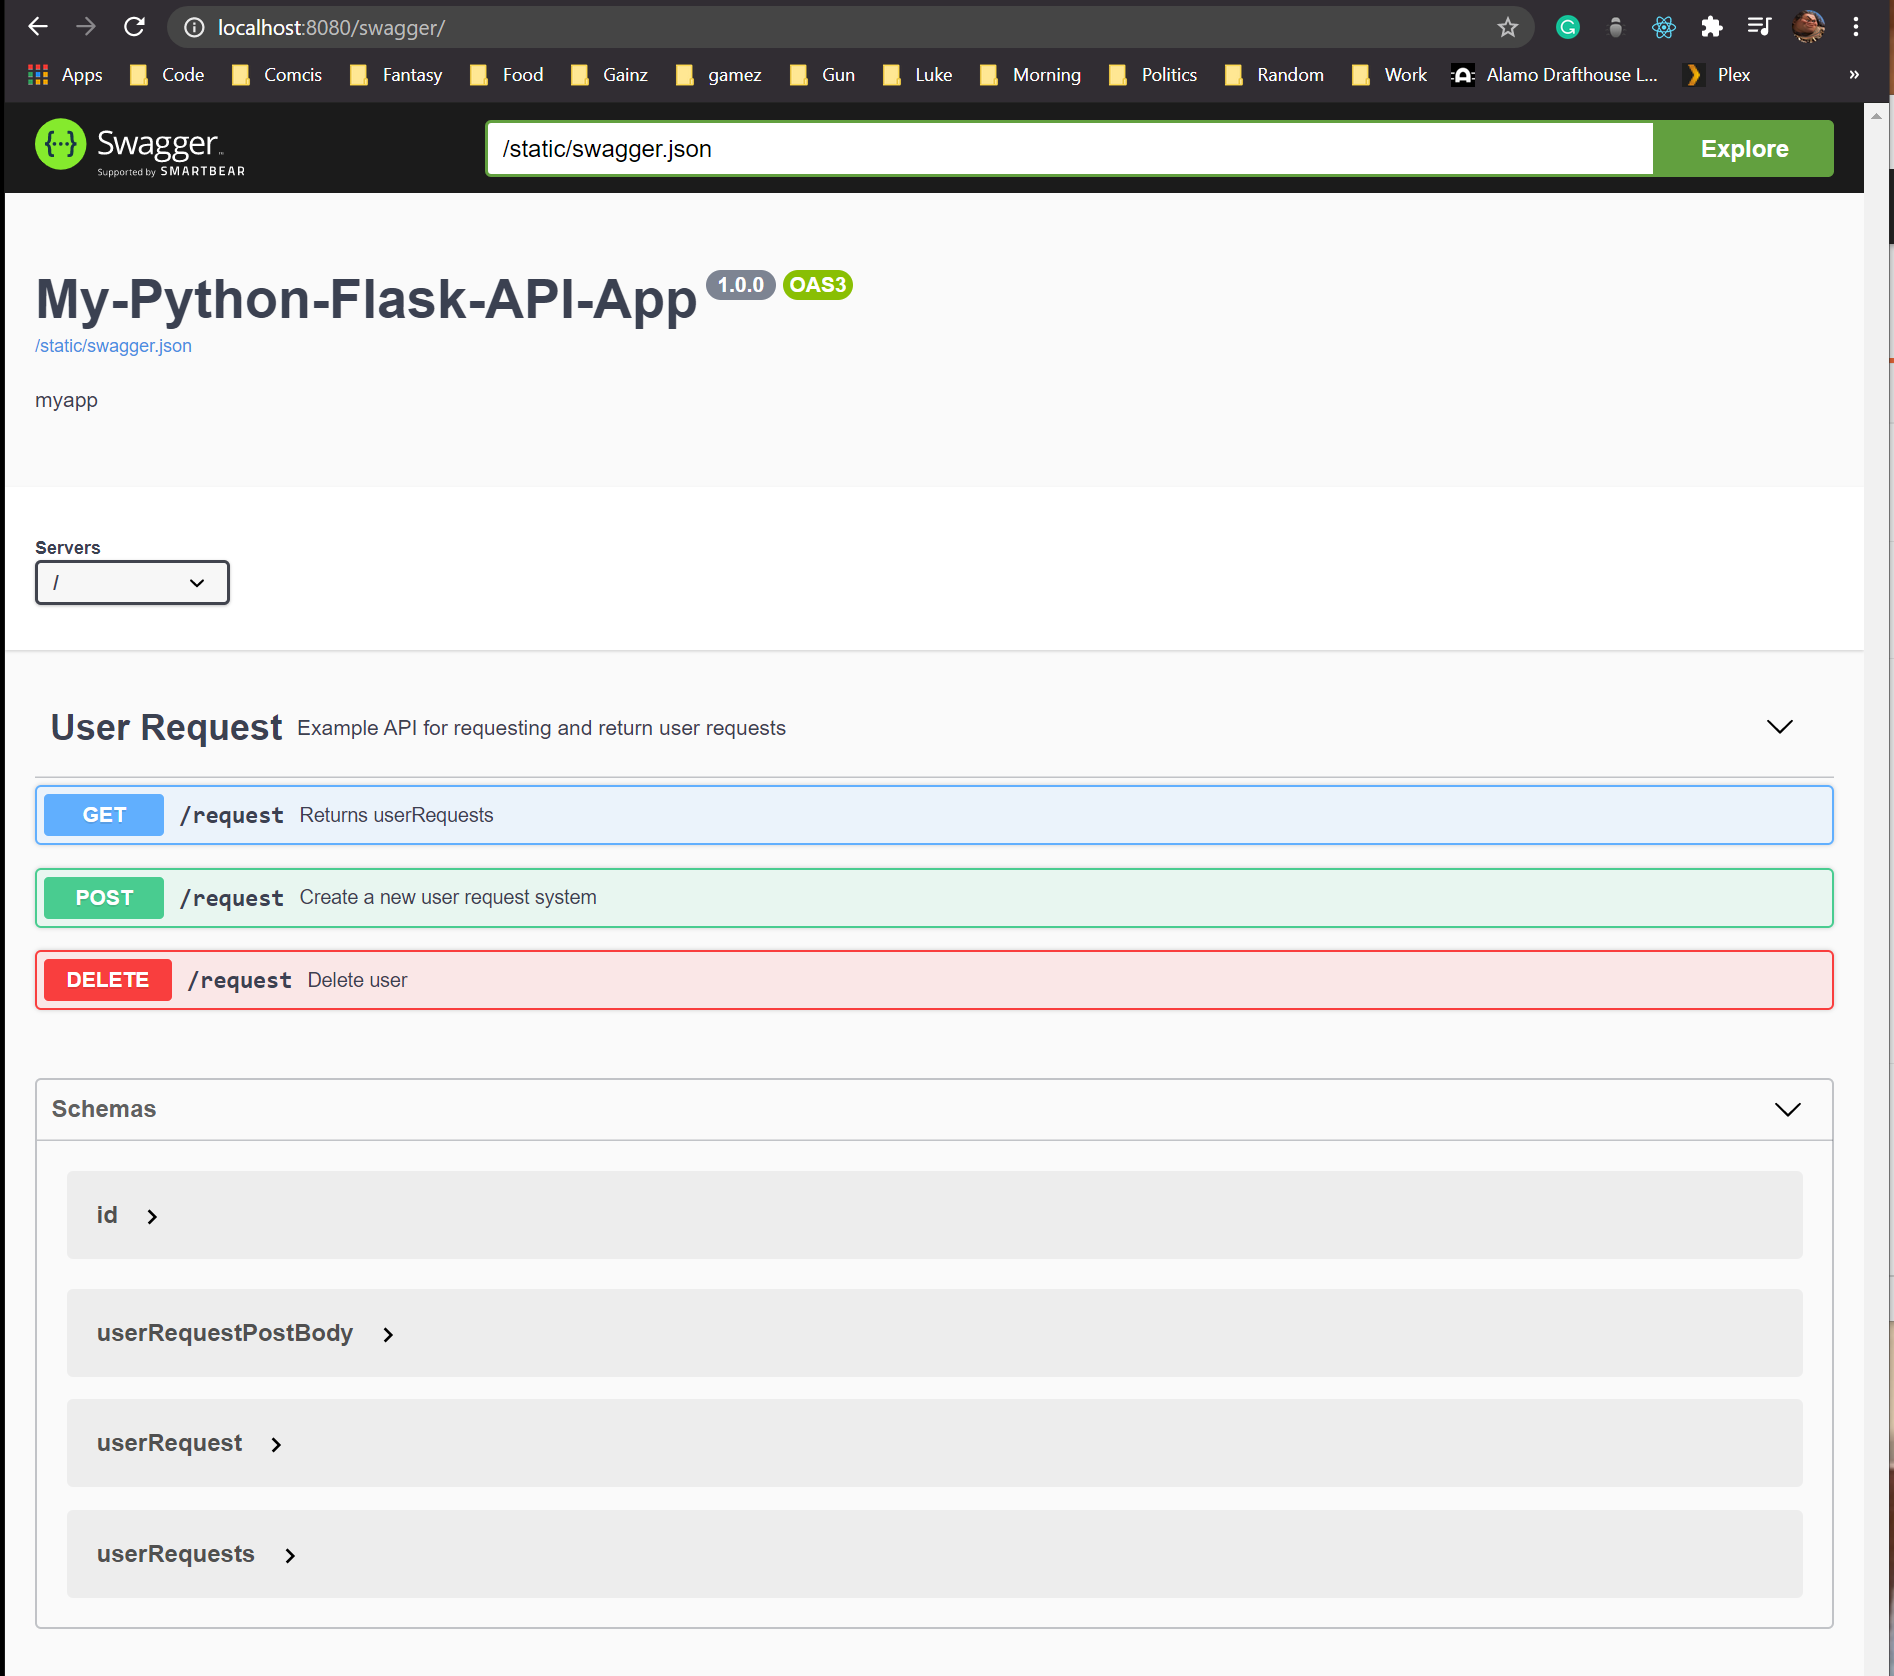 localhost:8080/swagger/
Apps Code Comcis Fantasy Food Gainz gamez Gun Luke Morning Politics Random Work Alamo Drafthouse L... Plex »
{...} Swagger
Supported by SMARTBEAR
/static/swagger.json Explore
My-Python-Flask-API-App 1.0.0 OAS3
/static/swagger.json
myapp
Servers
/
User Request Example API for requesting and return user requests
GET /request Returns userRequests
POST /request Create a new user request system
DELETE /request Delete user
Schemas
id
userRequestPostBody
userRequest
userRequests